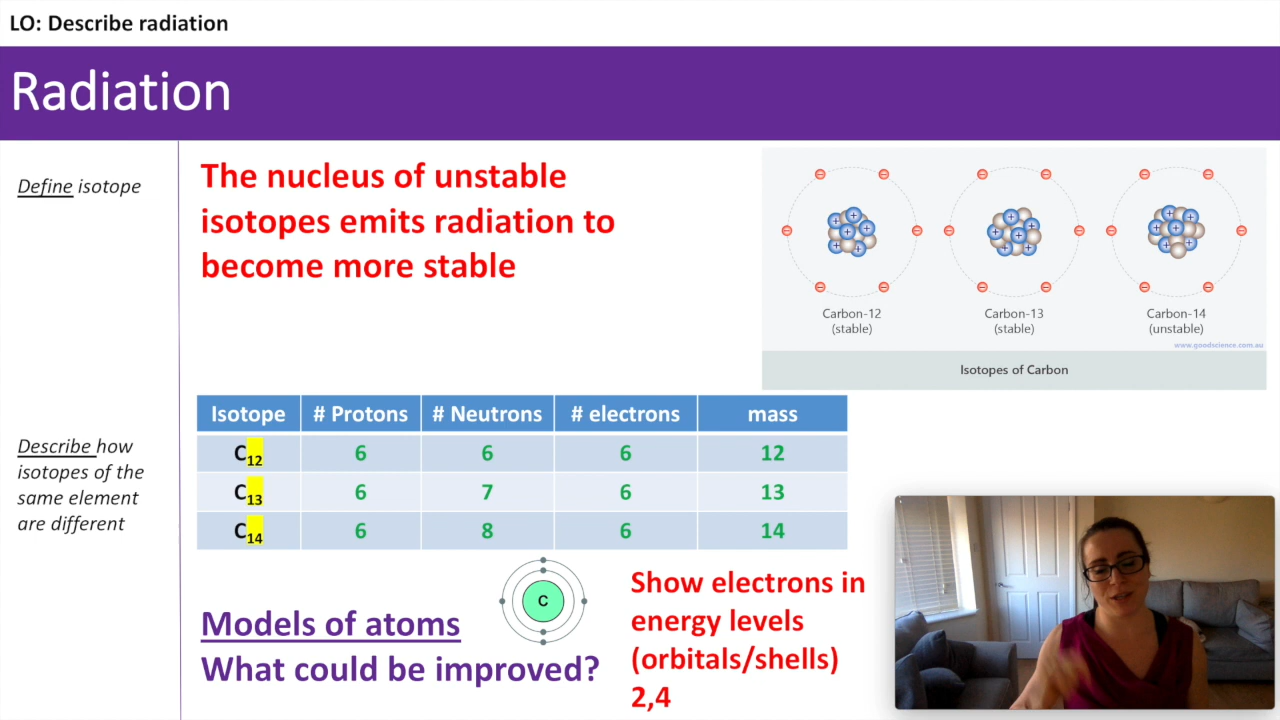 LO: Describe radiation
Radiation
Define isotope
The nucleus of unstable
isotopes emits radiation to
become more stable
Carbon-12
(stable)
Carbon-13
(stable)
Carbon-14
(unstable)
www.goodscience.com.au
Isotopes of Carbon
Describe how
isotopes of the
same element
are different
Isotope # Protons # Neutrons # electrons mass
C12 6 6 6 12
C13 6 7 6 13
C14 6 8 6 14
Models of atoms
What could be improved?
C
Show electrons in
energy levels
(orbitals/shells)
2,4